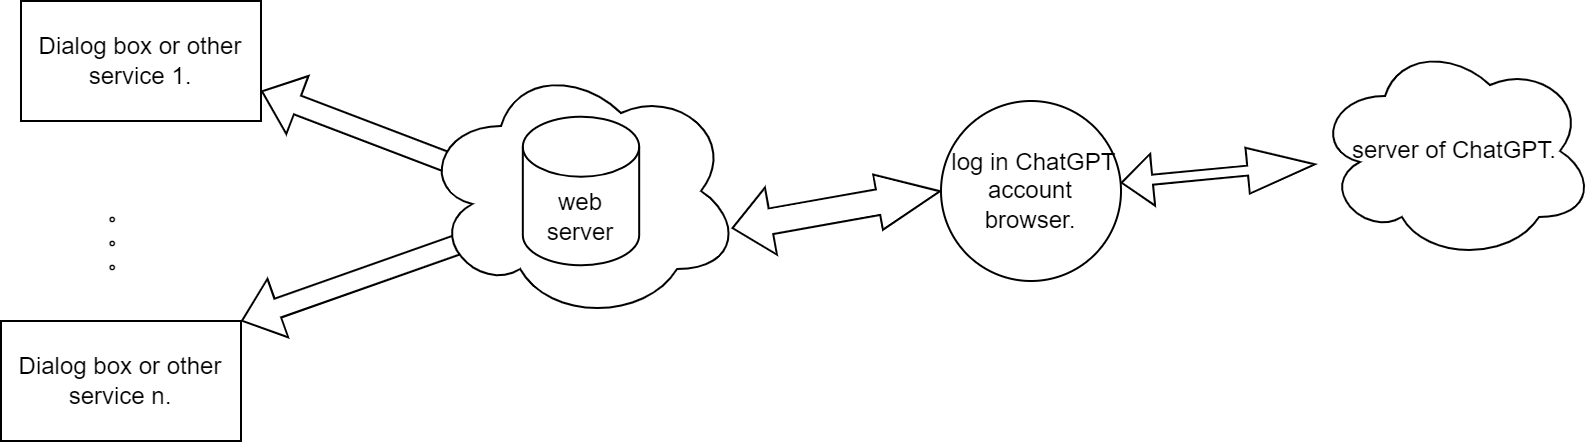 Dialog box or other
service 1.
web
server
log in ChatGPT
account
browser.
server of ChatGPT.
Dialog box or other
service n.